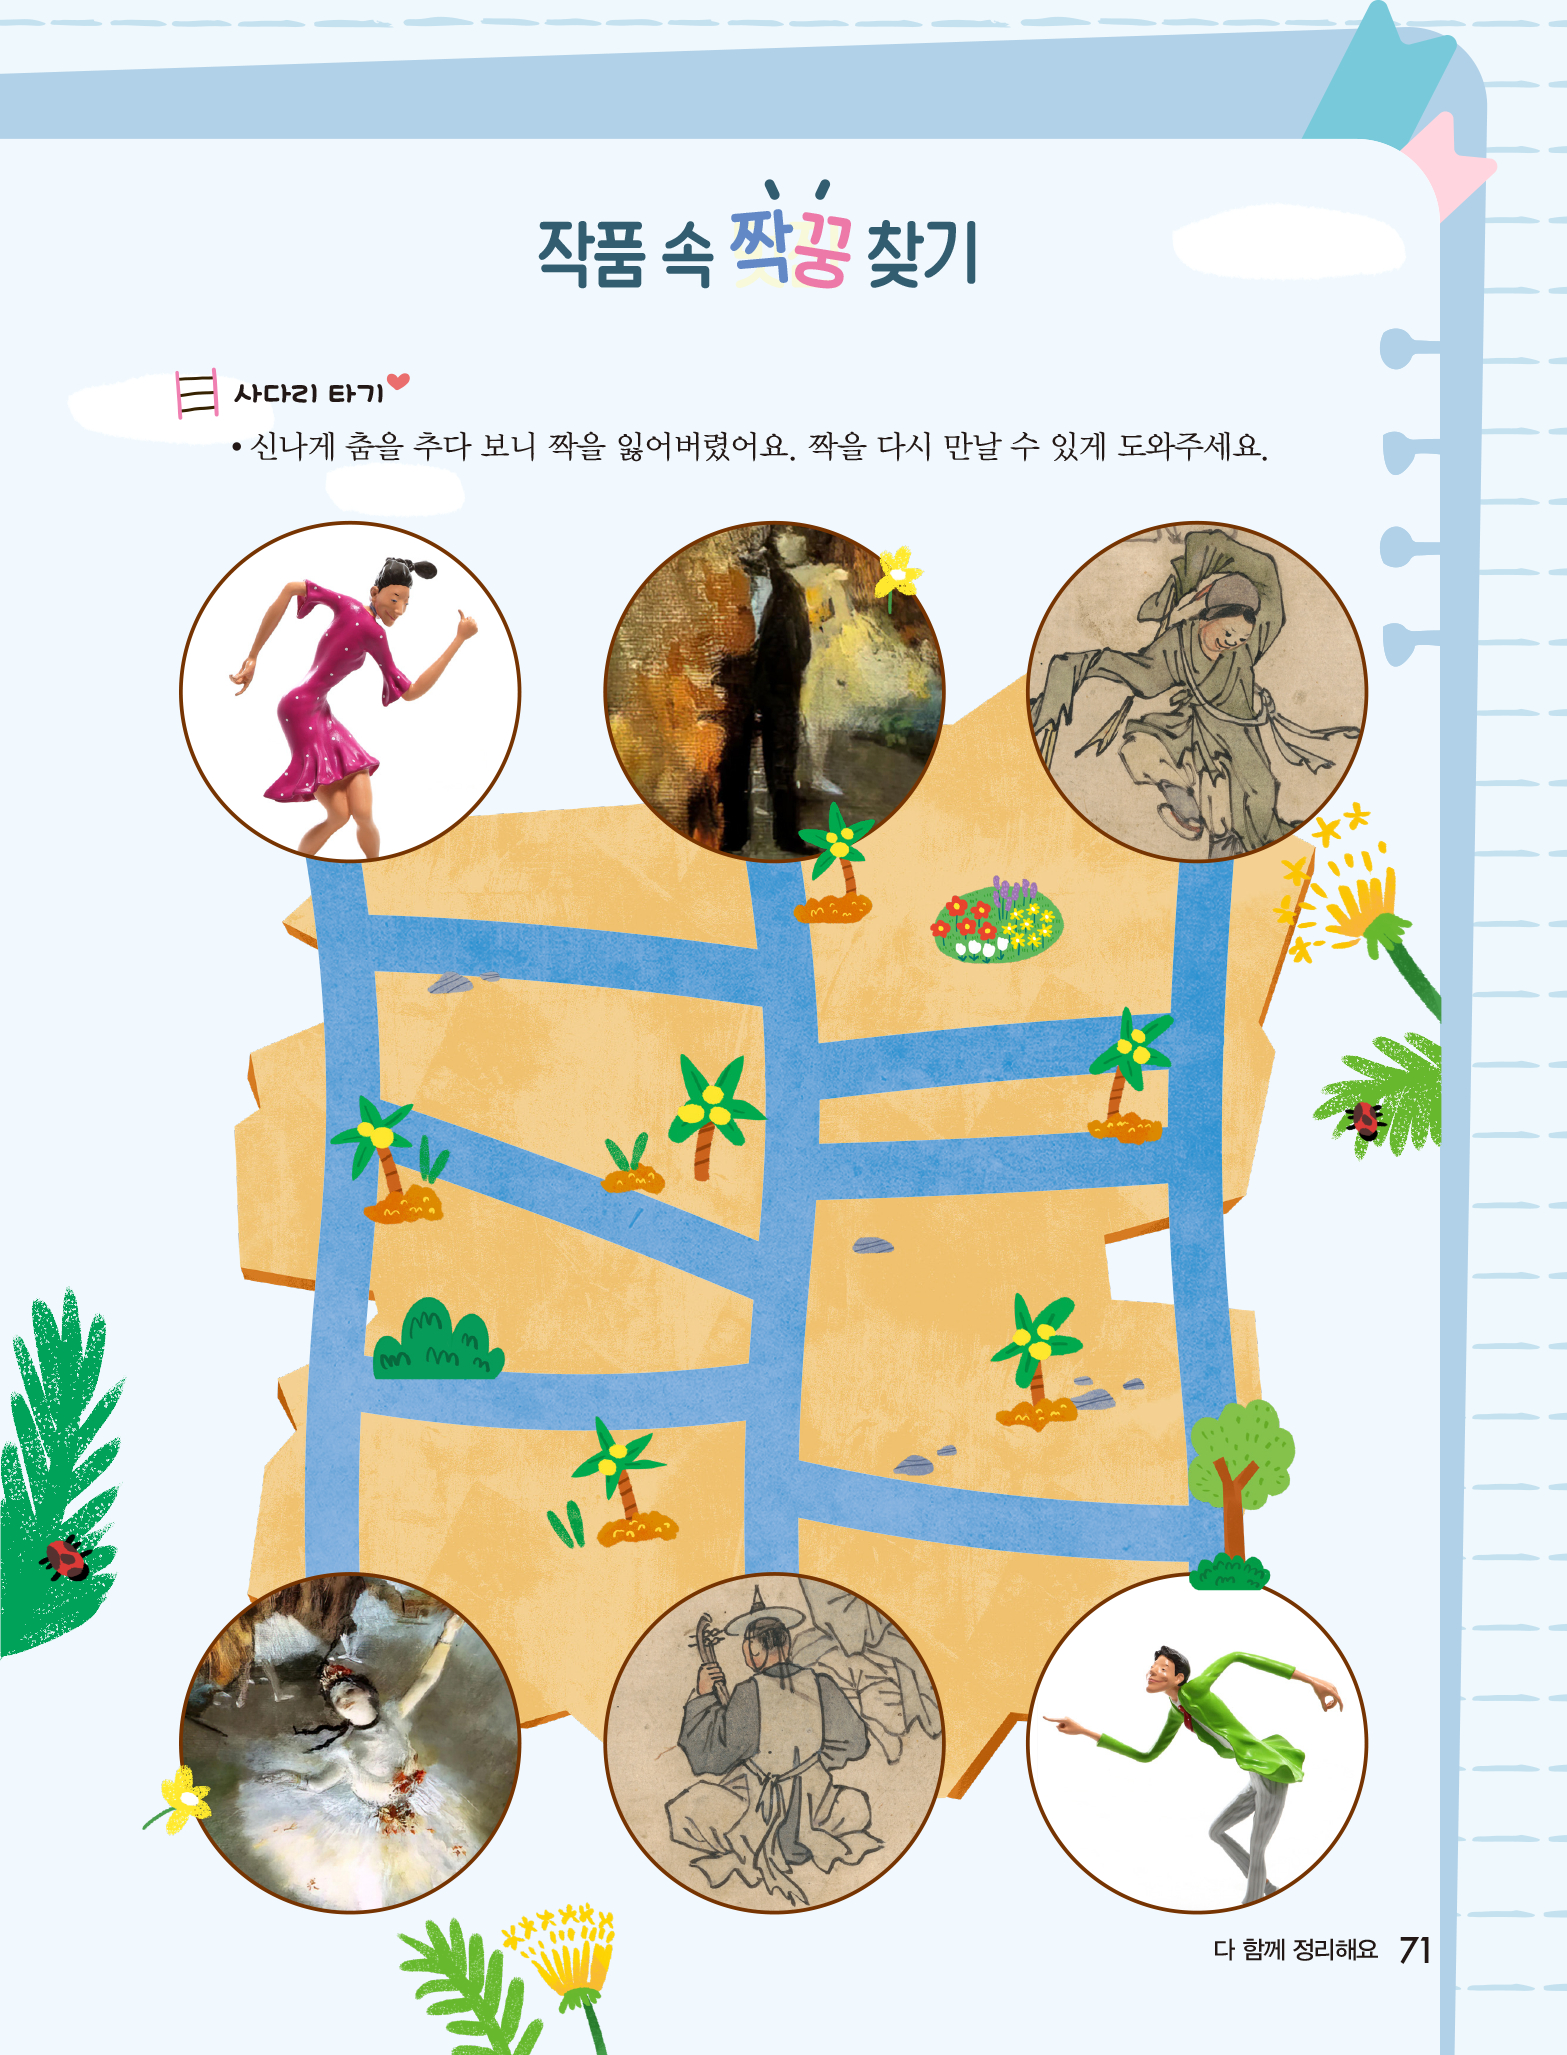 작품 속 짝꿍 찾기
사다리 타기
• 신나게 춤을 추다 보니 짝을 잃어버렸어요. 짝을 다시 만날 수 있게 도와주세요.
다 함께 정리해요 71